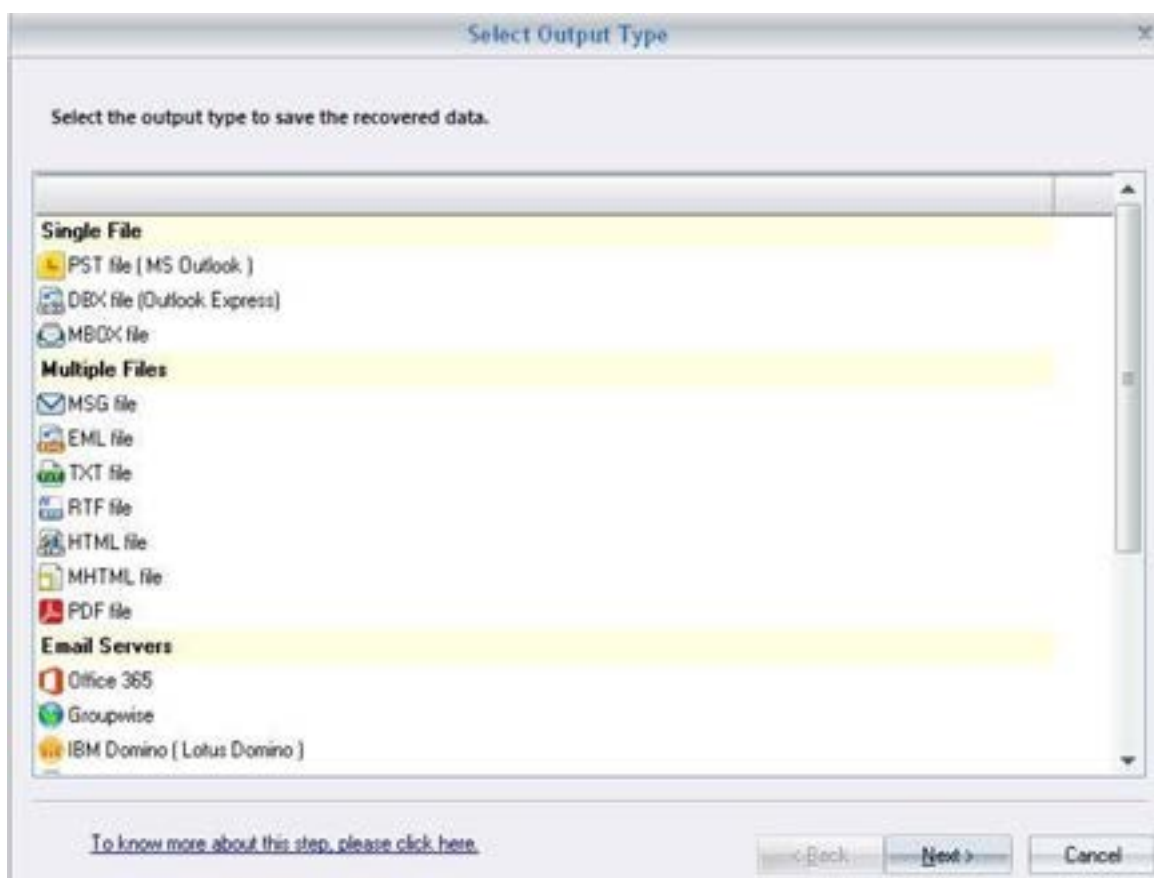 Select Output Type
Select the output type to save the recovered data.
Single File
PST file ( MS Outlook )
DBX file (Outlook Express)
MBOX file
Multiple Files
MSG file
EML file
TXT file
RTF file
HTML file
MHTML file
PDF file
Email Servers
Office 365
Groupwise
IBM Domino ( Lotus Domino )
To know more about this step, please click here.
< Back
Next >
Cancel